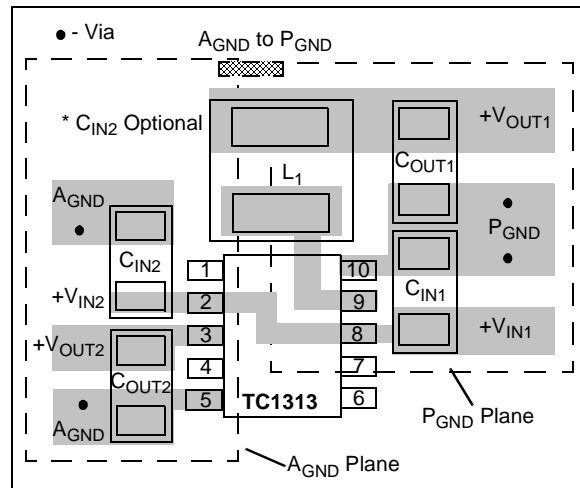 - Via
AGND to PGND
* CIN2 Optional
+VOUT1
L1
COUT1
AGND
PGND
CIN2
1
10
+VIN2
2
9
CIN1
+VOUT2
3
8
+VIN1
COUT2
4
7
5
TC1313
6
AGND
PGND Plane
AGND Plane